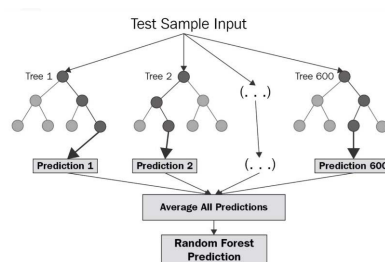 Test Sample Input
Tree 1
Tree 2
(. . .)
Tree 600
Prediction 1
Prediction 2
(. . .)
Prediction 600
Average All Predictions
Random Forest
Prediction